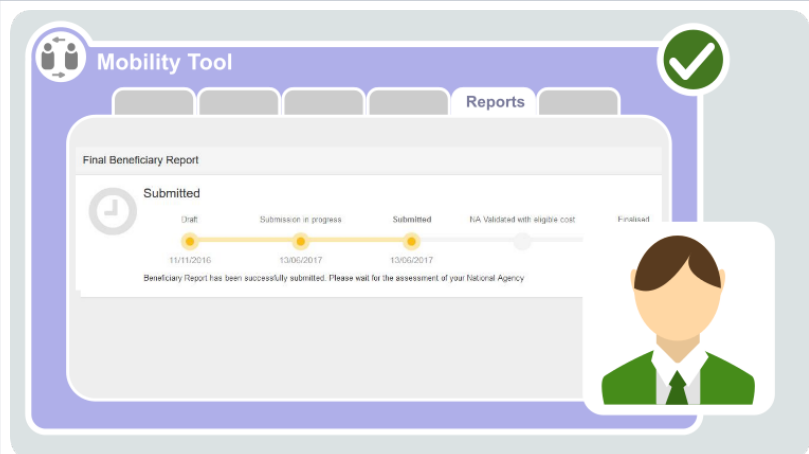 Mobility Tool
Reports
Final Beneficiary Report
Submitted
Draft Submission in progress Submitted NA Validated with eligible cost Finalised
11/11/2016 13/06/2017 13/06/2017
Beneficiary Report has been successfully submitted. Please wait for the assessment of your National Agency